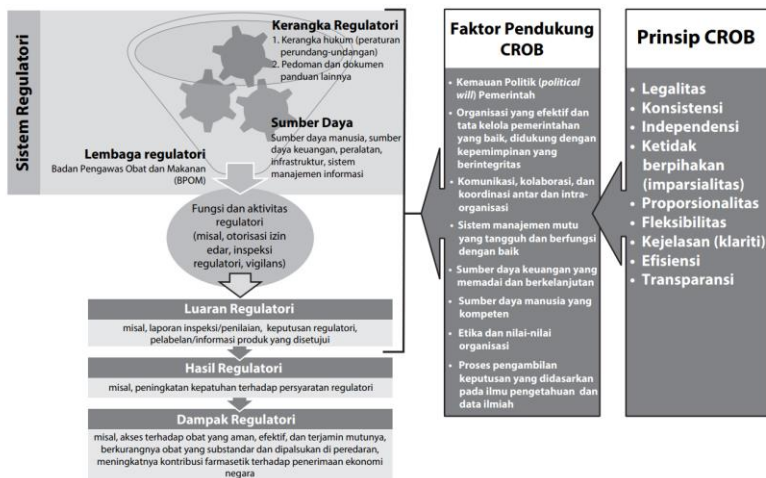 Sistem Regulatori
Kerangka Regulatori
1. Kerangka hukum (peraturan
perundang-undangan)
2. Pedoman dan dokumen
panduan lainnya
Sumber Daya
Sumber daya manusia, sumber
daya keuangan, peralatan,
infrastruktur, sistem
manajemen informasi
Lembaga regulatori
Badan Pengawas Obat dan Makanan
(BPOM)
Fungsi dan aktivitas
regulatori
(misal, otorisasi izin
edar, inspeksi
regulatori, vigilans)
Luaran Regulatori
misal, laporan inspeksi/penilaian, keputusan regulatori,
pelabelan/informasi produk yang disetujui
Hasil Regulatori
misal, peningkatan kepatuhan terhadap persyaratan regulatori
Dampak Regulatori
misal, akses terhadap obat yang aman, efektif, dan terjamin mutunya,
berkurangnya obat yang substandar dan dipalsukan di peredaran,
meningkatnya kontribusi farmasetik terhadap penerimaan ekonomi
negara
Faktor Pendukung
CROB
• Kemauan Politik (political
will) Pemerintah
• Organisasi yang efektif dan
tata kelola pemerintahan
yang baik, didukung dengan
kepemimpinan yang
berintegritas
• Komunikasi, kolaborasi, dan
koordinasi antar dan intra-
organisasi
• Sistem manajemen mutu
yang tangguh dan berfungsi
dengan baik
• Sumber daya keuangan yang
memadai dan berkelanjutan
• Sumber daya manusia yang
kompeten
• Etika dan nilai-nilai
organisasi
• Proses pengambilan
keputusan yang didasarkan
pada ilmu pengetahuan dan
data ilmiah
Prinsip CROB
• Legalitas
• Konsistensi
• Independensi
• Ketidak
berpihakan
(imparsialitas)
• Proporsionalitas
• Fleksibilitas
• Kejelasan (klariti)
• Efisiensi
• Transparansi